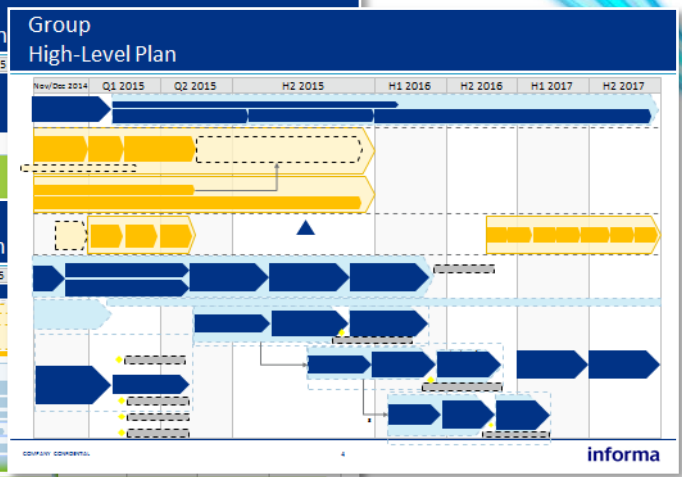 Group
High-Level Plan
Nov/Dec 2014 Q1 2015 Q2 2015 H2 2015 H1 2016 H2 2016 H1 2017 H2 2017
COMPANY CONFIDENTIAL
4
informa